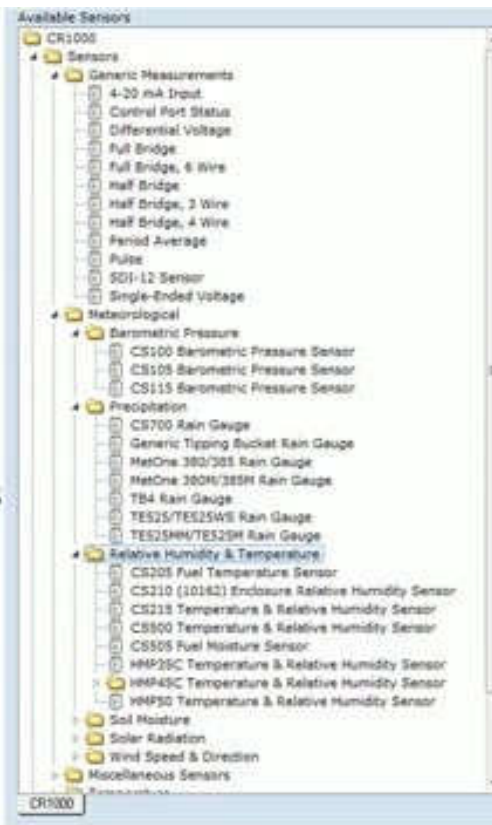 Available Sensors
CR1000
Sensors
Generic Measurements
4-20 mA Input
Control Port Status
Differential Voltage
Full Bridge
Full Bridge, 6 Wire
Half Bridge
Half Bridge, 3 Wire
Half Bridge, 4 Wire
Period Average
Pulse
SDI-12 Sensor
Single-Ended Voltage
Meteorological
Barometric Pressure
CS100 Barometric Pressure Sensor
CS105 Barometric Pressure Sensor
CS115 Barometric Pressure Sensor
Precipitation
CS700 Rain Gauge
Generic Tipping Bucket Rain Gauge
MetOne 380/385 Rain Gauge
MetOne 380M/385M Rain Gauge
TB4 Rain Gauge
TE525/TE525WS Rain Gauge
TE525MM/TE525M Rain Gauge
Relative Humidity & Temperature
CS205 Fuel Temperature Sensor
CS210 (10162) Enclosure Relative Humidity Sensor
CS215 Temperature & Relative Humidity Sensor
CS500 Temperature & Relative Humidity Sensor
CS505 Fuel Moisture Sensor
HMP35C Temperature & Relative Humidity Sensor
HMP45C Temperature & Relative Humidity Sensor
HMP50 Temperature & Relative Humidity Sensor
Soil Moisture
Solar Radiation
Wind Speed & Direction
Miscellaneous Sensors
CR1000